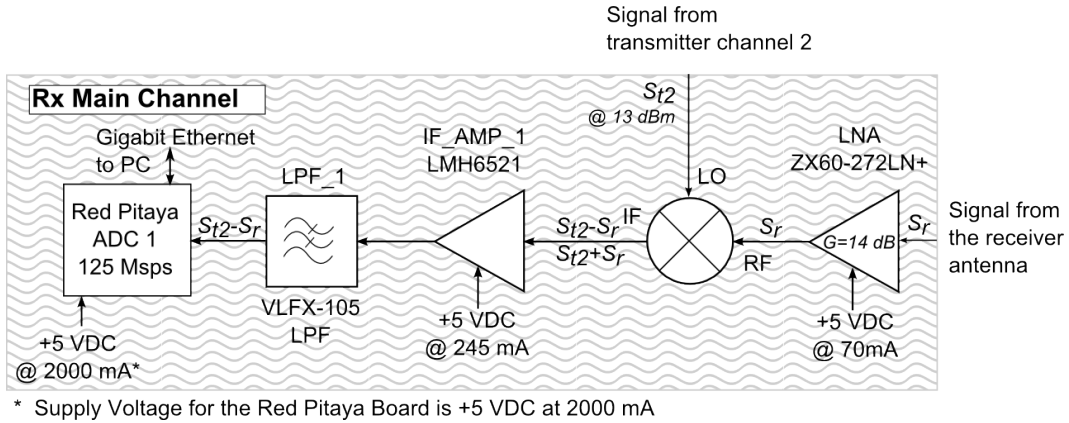 Signal from
transmitter channel 2
Rx Main Channel
St2
@ 13 dBm
Gigabit Ethernet
to PC
IF_AMP_1
LMH6521
LNA
ZX60-272LN+
LPF_1
LO
Red Pitaya
ADC 1
125 Msps
St2-Sr
St2-Sr
St2+Sr
IF
Sr
RF
G=14 dB
Sr
Signal from
the receiver
antenna
VLFX-105
LPF
+5 VDC
@ 2000 mA*
+5 VDC
@ 245 mA
+5 VDC
@ 70mA
* Supply Voltage for the Red Pitaya Board is +5 VDC at 2000 mA